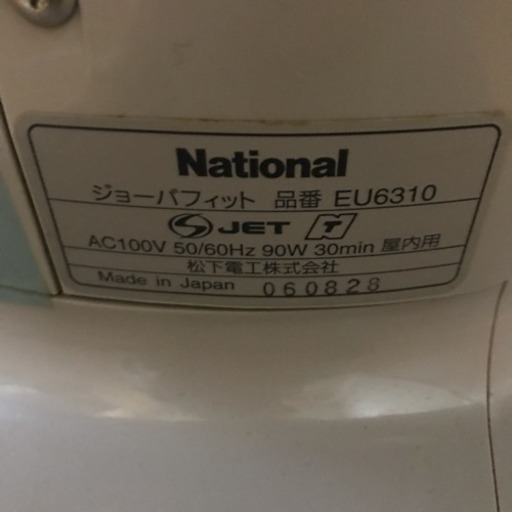 National
ジョーバフィット 品番 EU6310
S JET N
AC100V 50/60Hz 90W 30min 屋内用
松下電工株式会社
Made in Japan 060828